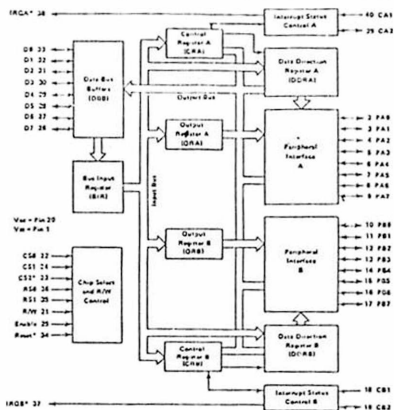 IRQA* 38
Control
Register A
(CRA)
Interrupt Status
Control A
40 CA1
39 CA2
D0 33
D1 32
D2 31
D3 30
D4 29
D5 28
D6 27
D7 26
Data Bus
Buffers
(DBB)
Data Direction
Register A
(DDRA)
Output Bus
Output
Register A
(ORA)
Peripheral
Interface
A
2 PA0
3 PA1
4 PA2
5 PA3
6 PA4
7 PA5
8 PA6
9 PA7
Bus Input
Register
(BIR)
Input Bus
Pin 20
Pin 1
Output
Register B
(ORB)
Peripheral
Interface
B
10 PB0
11 PB1
12 PB2
13 PB3
14 PB4
15 PB5
16 PB6
17 PB7
CS0 22
CS1 24
CS2* 23
RS0 36
RS1 35
R/W 21
Enable 25
Reset* 34
Chip Select
and R/W
Control
Control
Register B
(CRB)
Data Direction
Register B
(DDRB)
IRQB* 37
Interrupt Status
Control B
18 CB1
19 CB2